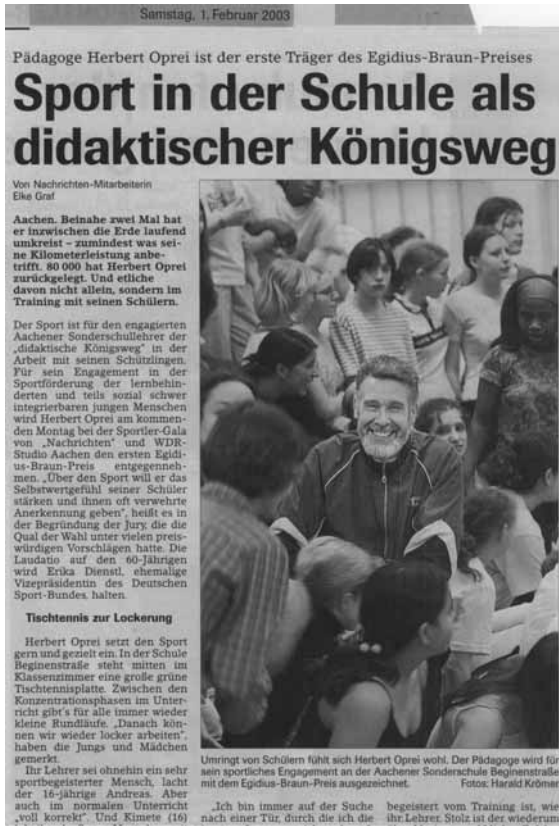 Samstag, 1. Februar 2003
Pädagoge Herbert Oprei ist der erste Träger des Egidius-Braun-Preises
Sport in der Schule als
didaktischer Königsweg
Von Nachrichten-Mitarbeiterin
Elke Graf
Aachen. Beinahe zwei Mal hat
er inzwischen die Erde laufend
umkreist – zumindest was sei-
ne Kilometerleistung anbe-
trifft. 80 000 hat Herbert Oprei
zurückgelegt. Und etliche
davon nicht allein, sondern im
Training mit seinen Schülern.
Der Sport ist für den engagierten
Aachener Sonderschullehrer der
„didaktische Königsweg" in der
Arbeit mit seinen Schützlingen.
Für sein Engagement in der
Sportförderung der lernbehin-
derten und teils sozial schwer
integrierbaren jungen Menschen
wird Herbert Oprei am kommen-
den Montag bei der Sportler-Gala
von „Nachrichten" und WDR-
Studio Aachen den ersten Egidi-
us-Braun-Preis entgegenneh-
men. „Über den Sport will er das
Selbstwertgefühl seiner Schüler
stärken und ihnen oft verwehrte
Anerkennung geben", heißt es in
der Begründung der Jury, die die
Qual der Wahl unter vielen preis-
würdigen Vorschlägen hatte. Die
Laudatio auf den 60-Jährigen
wird Erika Dienstl, ehemalige
Vizepräsidentin des Deutschen
Sport-Bundes, halten.
Tischtennis zur Lockerung
Herbert Oprei setzt den Sport
gern und gezielt ein. In der Schule
Beginenstraße steht mitten im
Klassenzimmer eine große grüne
Tischtennisplatte. Zwischen den
Konzentrationsphasen im Unter-
richt gibt's für alle immer wieder
kleine Rundläufe. „Danach kön-
nen wir wieder locker arbeiten",
haben die Jungs und Mädchen
gemerkt.
Ihr Lehrer sei ohnehin ein sehr
sportbegeisterter Mensch, lacht
der 16-jährige Andreas. Aber
auch im normalen Unterricht
„voll korrekt". Und Kimete (16)
Umringt von Schülern fühlt sich Herbert Oprei wohl. Der Pädagoge wird für
sein sportliches Engagement an der Aachener Sonderschule Beginenstraße
mit dem Egidius-Braun-Preis ausgezeichnet. Fotos: Harald Krömer
„Ich bin immer auf der Suche
nach einer Tür, durch die ich die
begeistert vom Training ist, wie
ihr Lehrer. Stolz ist der wiederum